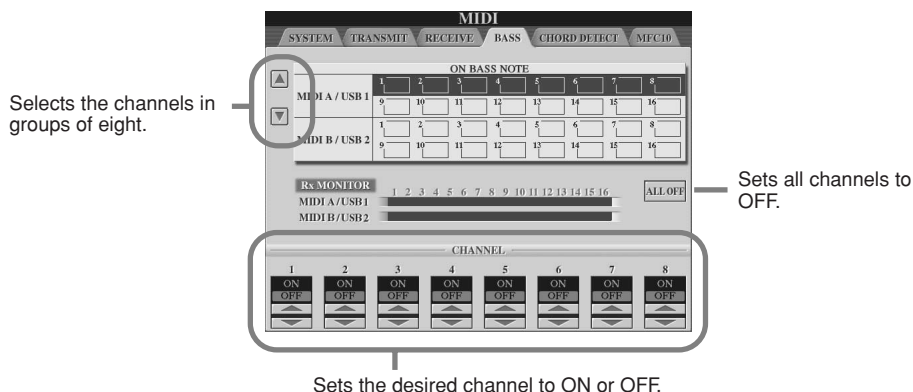 MIDI
SYSTEM TRANSMIT RECEIVE BASS CHORD DETECT MFC10
ON BASS NOTE
MIDI A / USB 1
1 2 3 4 5 6 7 8
9 10 11 12 13 14 15 16
MIDI B / USB 2
1 2 3 4 5 6 7 8
9 10 11 12 13 14 15 16
Selects the channels in
groups of eight.
Rx MONITOR 1 2 3 4 5 6 7 8 9 10 11 12 13 14 15 16
MIDI A / USB1
MIDI B / USB2
ALL OFF
Sets all channels to
OFF.
CHANNEL
1 2 3 4 5 6 7 8
ON ON ON ON ON ON ON ON
OFF OFF OFF OFF OFF OFF OFF OFF
Sets the desired channel to ON or OFF.